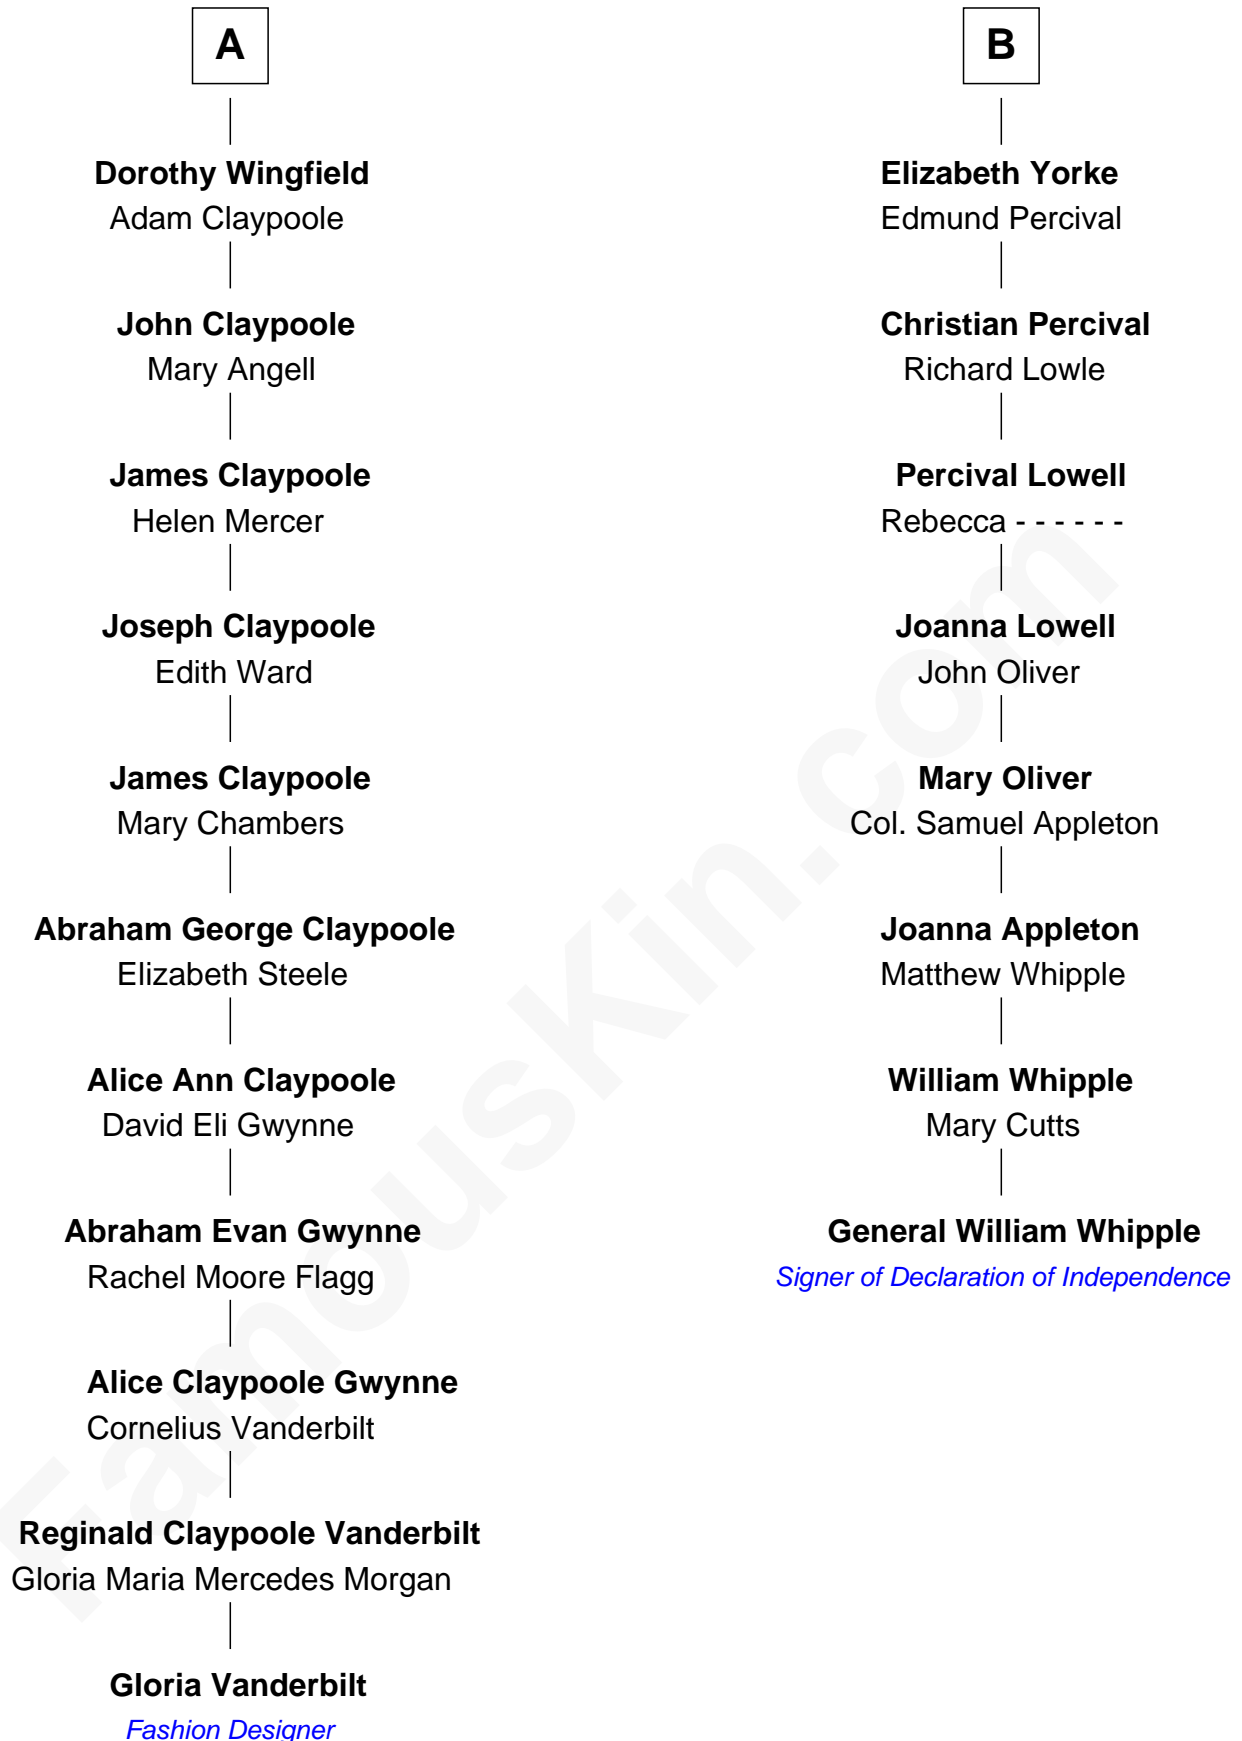 A
Dorothy Wingfield
Adam Claypoole
John Claypoole
Mary Angell
James Claypoole
Helen Mercer
Joseph Claypoole
Edith Ward
James Claypoole
Mary Chambers
Abraham George Claypoole
Elizabeth Steele
Alice Ann Claypoole
David Eli Gwynne
Abraham Evan Gwynne
Rachel Moore Flagg
Alice Claypoole Gwynne
Cornelius Vanderbilt
Reginald Claypoole Vanderbilt
Gloria Maria Mercedes Morgan
Gloria Vanderbilt
Fashion Designer
B
Elizabeth Yorke
Edmund Percival
Christian Percival
Richard Lowle
Percival Lowell
Rebecca - - - - - -
Joanna Lowell
John Oliver
Mary Oliver
Col. Samuel Appleton
Joanna Appleton
Matthew Whipple
William Whipple
Mary Cutts
General William Whipple
Signer of Declaration of Independence
FamousKin.com